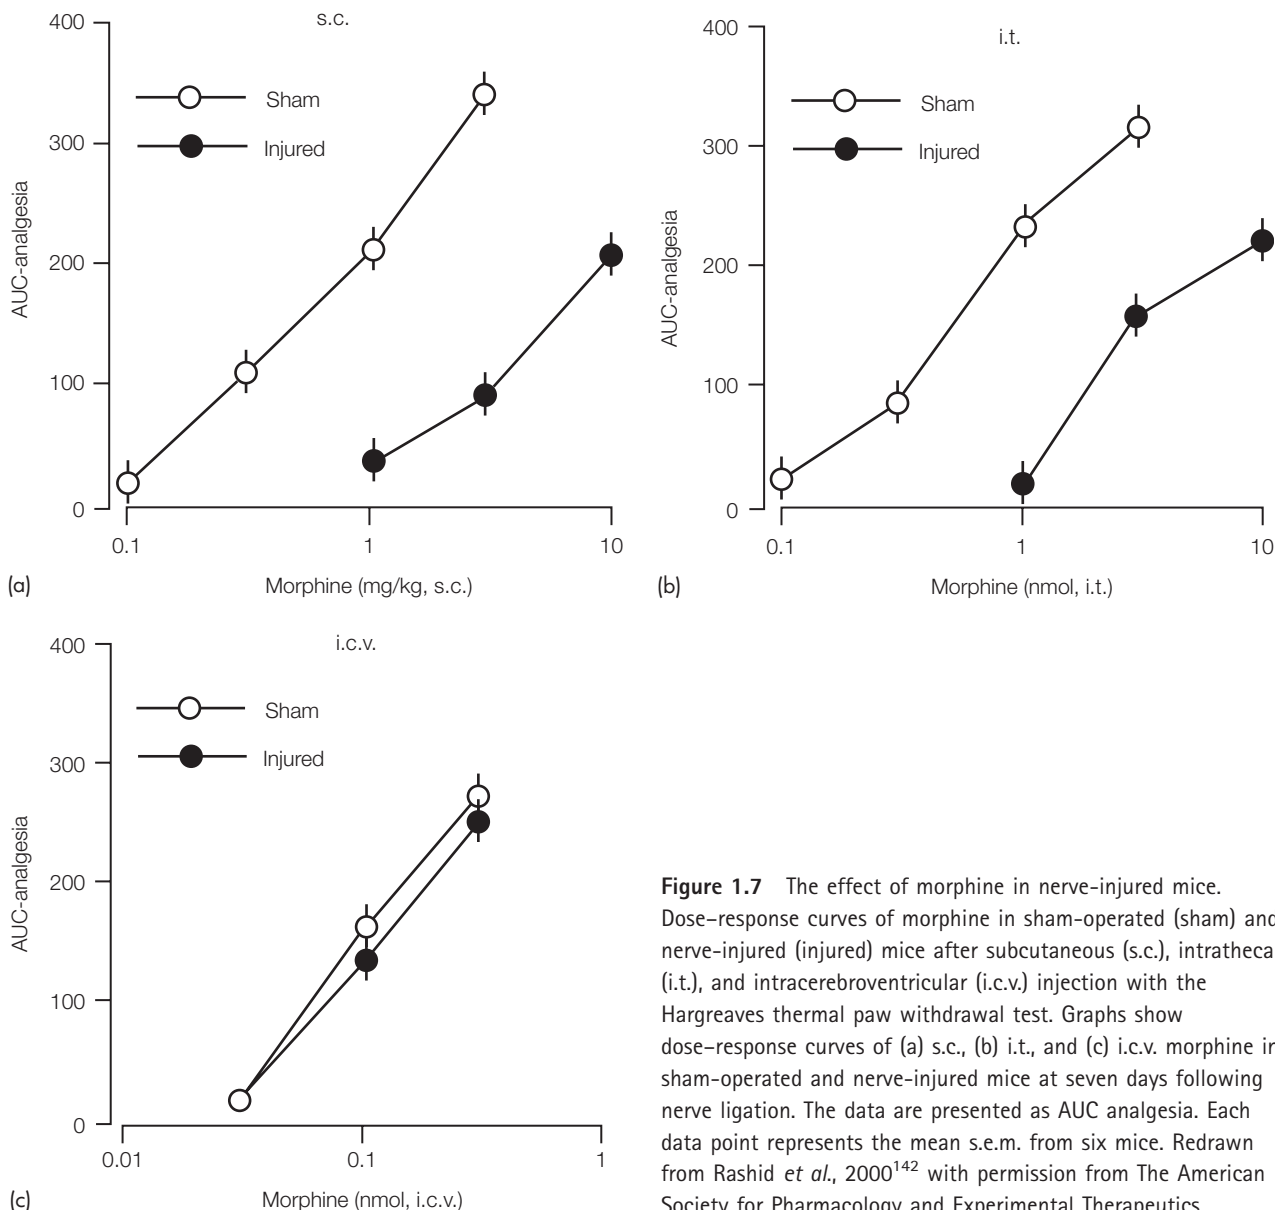 s.c.
400
300
200
100
0
Sham
Injured
AUC-analgesia
0.1 1 10
(a) Morphine (mg/kg, s.c.)
i.t.
400
300
200
100
0
Sham
Injured
AUC-analgesia
0.1 1 10
(b) Morphine (nmol, i.t.)
i.c.v.
400
300
200
100
0
Sham
Injured
AUC-analgesia
0.01 0.1 1
(c) Morphine (nmol, i.c.v.)
Figure 1.7 The effect of morphine in nerve-injured mice.
Dose–response curves of morphine in sham-operated (sham) and
nerve-injured (injured) mice after subcutaneous (s.c.), intratheca
(i.t.), and intracerebroventricular (i.c.v.) injection with the
Hargreaves thermal paw withdrawal test. Graphs show
dose–response curves of (a) s.c., (b) i.t., and (c) i.c.v. morphine in
sham-operated and nerve-injured mice at seven days following
nerve ligation. The data are presented as AUC analgesia. Each
data point represents the mean s.e.m. from six mice. Redrawn
from Rashid et al., 2000142 with permission from The American
Society for Pharmacology and Experimental Therapeutics